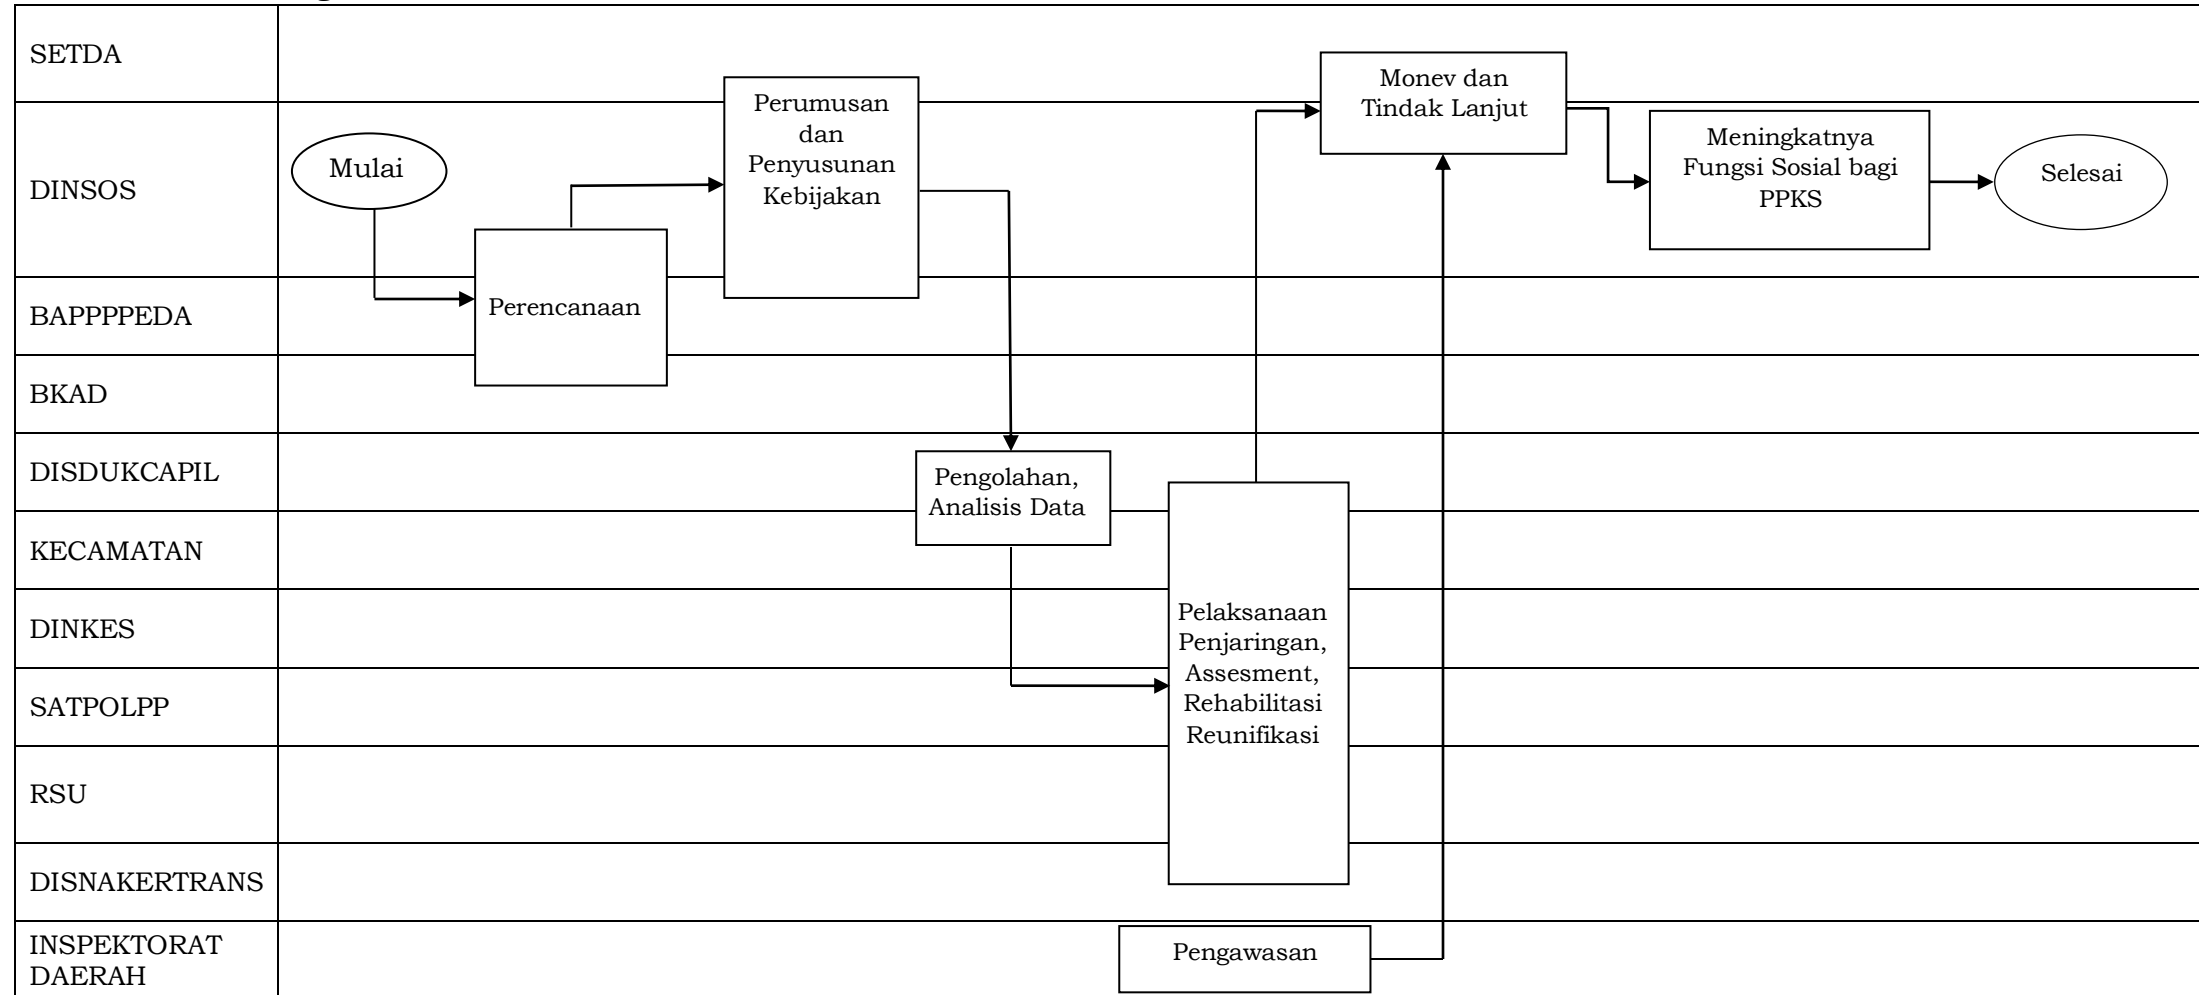 SETDA
Monev dan
Tindak Lanjut
Perumusan
dan
Penyusunan
Kebijakan
DINSOS
Mulai
Meningkatnya
Fungsi Sosial bagi
PPKS
Selesai
BAPPPPEDA
Perencanaan
BKAD
DISDUKCAPIL
Pengolahan,
Analisis Data
KECAMATAN
DINKES
Pelaksanaan
Penjaringan,
Assesment,
Rehabilitasi
Reunifikasi
SATPOLPP
RSU
DISNAKERTRANS
INSPEKTORAT
DAERAH
Pengawasan